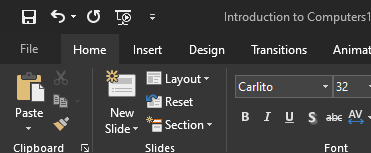 Introduction to Computers1
File Home Insert Design Transitions Animat
Paste
New Slide
Layout
Reset
Section
Carlito 32
B I U S abc AV
Clipboard Slides Font